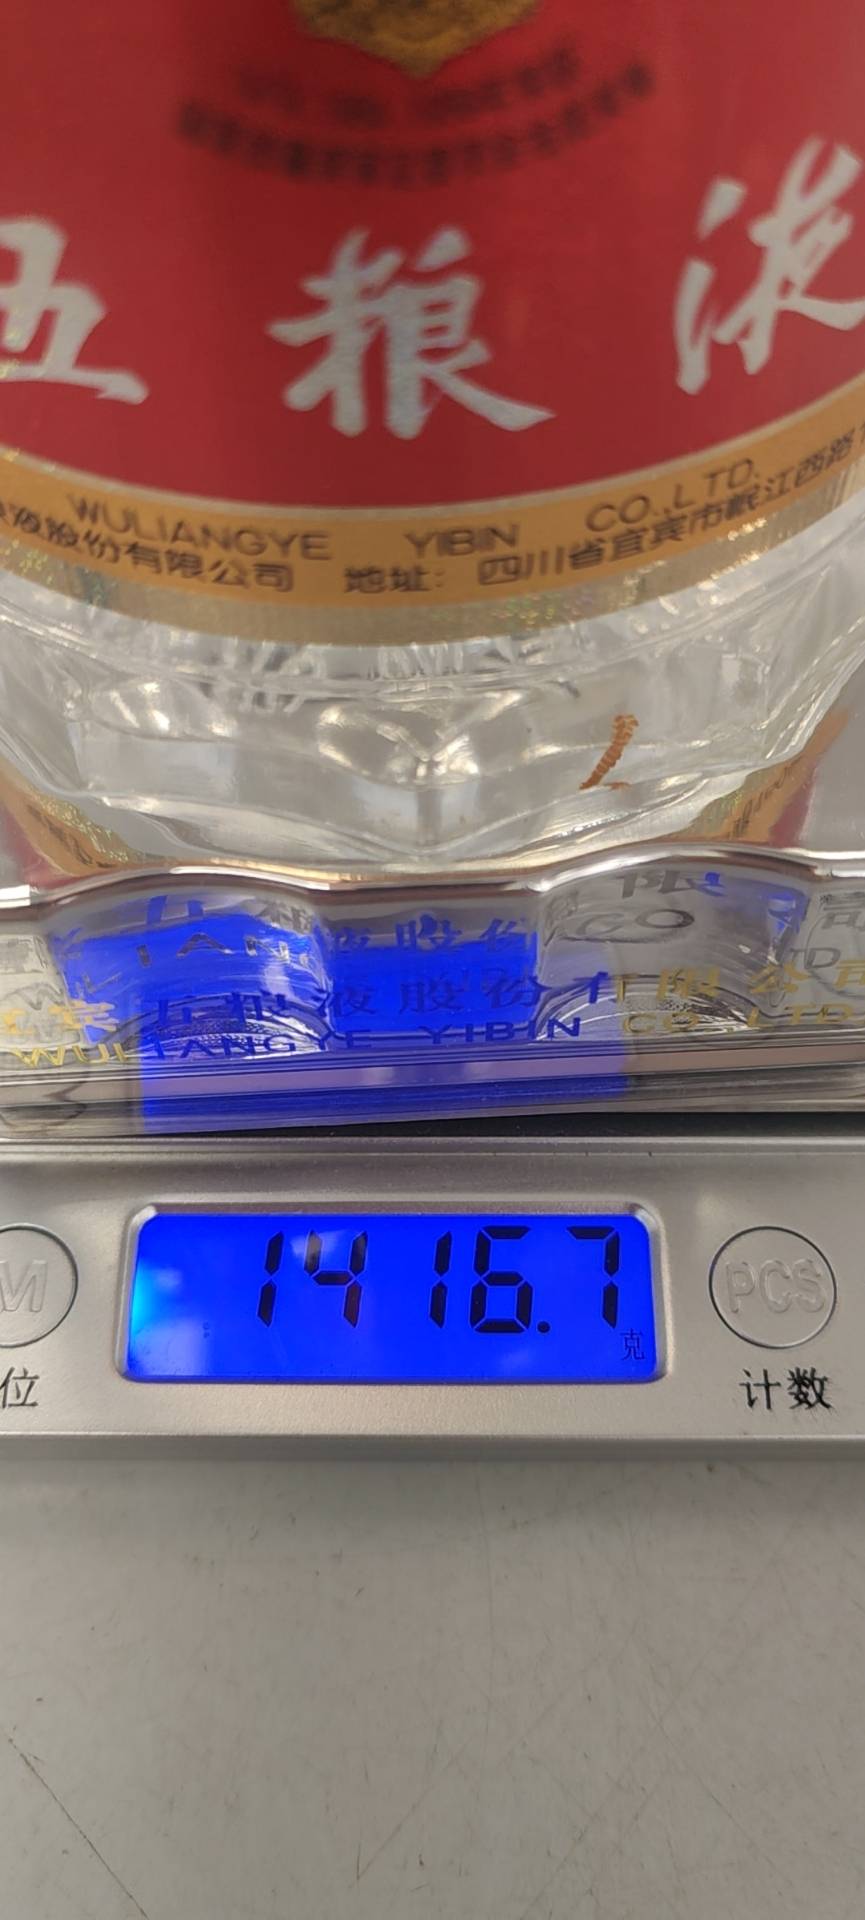 五粮液
WULIANGYE YIBIN CO.,LTD.
液股份有限公司 地址：四川省宜宾市岷江西路
宾五粮液股份有限公司
WULIANGYE YIBIN CO LTD
1416.7
克
M
PCS
位
计数